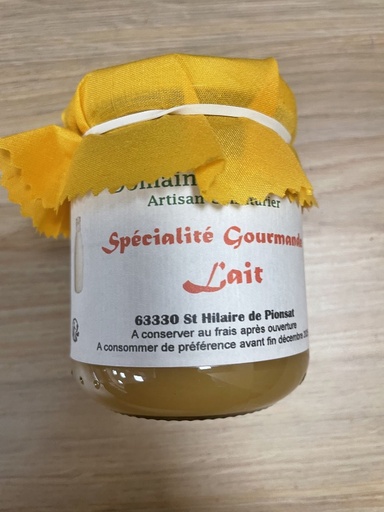 Artisan
Spécialité Gourmande
Lait
63330 St Hilaire de Pionsat
A conserver au frais après ouverture
A consommer de préférence avant fin décembre